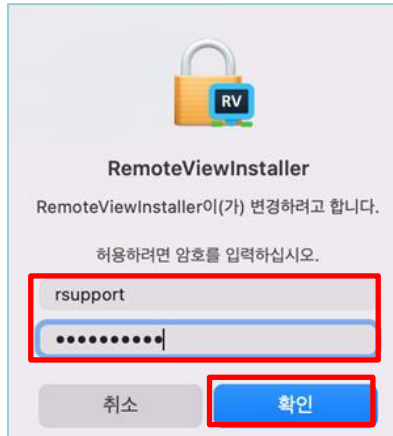 RV
RemoteViewInstaller
RemoteViewInstaller이(가) 변경하려고 합니다.
허용하려면 암호를 입력하십시오.
rsupport
●●●●●●●●●●
취소
확인